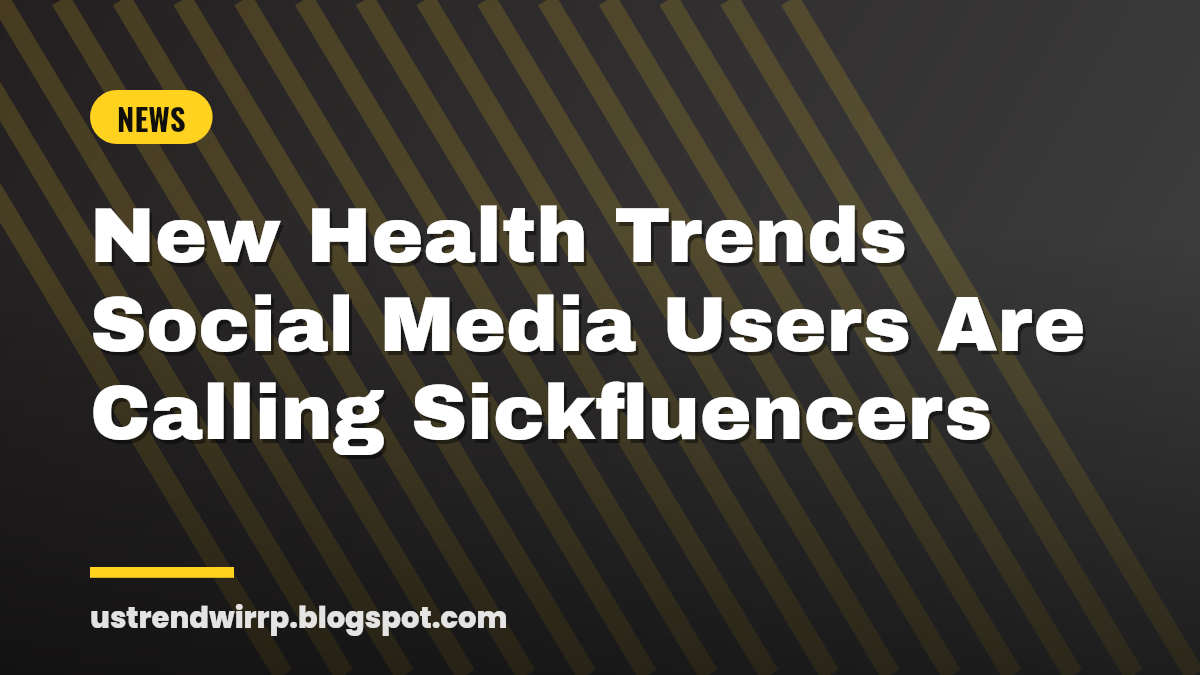 NEWS
New Health Trends
Social Media Users Are
Calling Sickfluencers
ustrendwirrp.blogspot.com